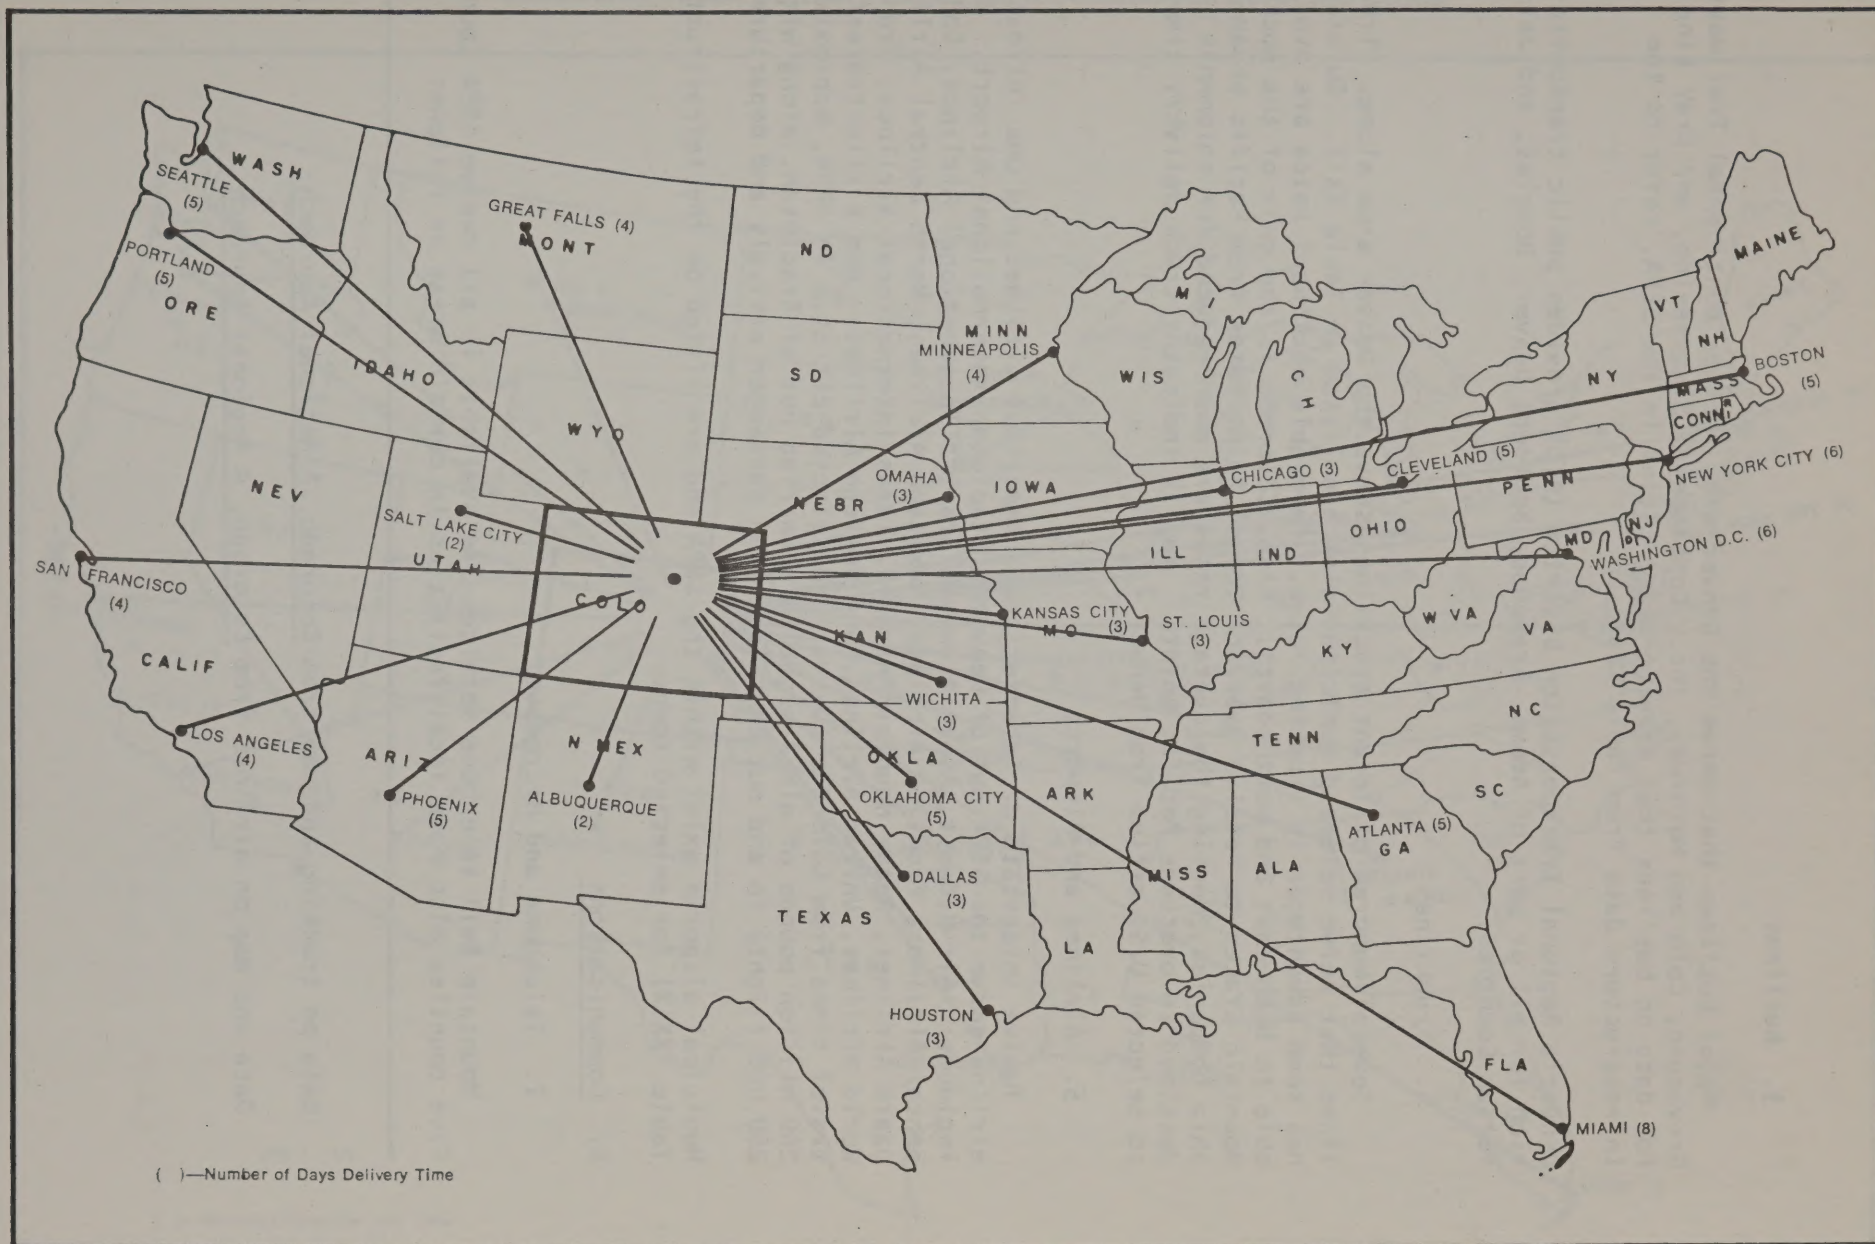 WASH
SEATTLE
(5)
GREAT FALLS (4)
MONT
PORTLAND
(5)
ORE
IDAHO
ND
MINN
MINNEAPOLIS
(4)
SD
WIS
MI
CH
MAINE
VT
NH
NY
BOSTON
(5)
MASS
CONN
RI
WYO
NEV
SALT LAKE CITY
(2)
UTAH
NEBR
OMAHA
(3)
IOWA
CHICAGO (3)
CLEVELAND (5)
PENN
NEW YORK CITY (6)
OHIO
ILL
IND
MD
NJ
D
WASHINGTON D.C. (6)
SAN FRANCISCO
(4)
COLO
KAN
KANSAS CITY
(3)
MO
ST. LOUIS
(3)
W VA
VA
KY
CALIF
WICHITA
(3)
NC
TENN
LOS ANGELES
(4)
ARIZ
N MEX
OKLA
PHOENIX
(5)
ALBUQUERQUE
(2)
OKLAHOMA CITY
(5)
ARK
SC
ATLANTA (5)
GA
DALLAS
(3)
MISS
ALA
TEXAS
LA
HOUSTON
(3)
FLA
MIAMI (8)
( )—Number of Days Delivery Time